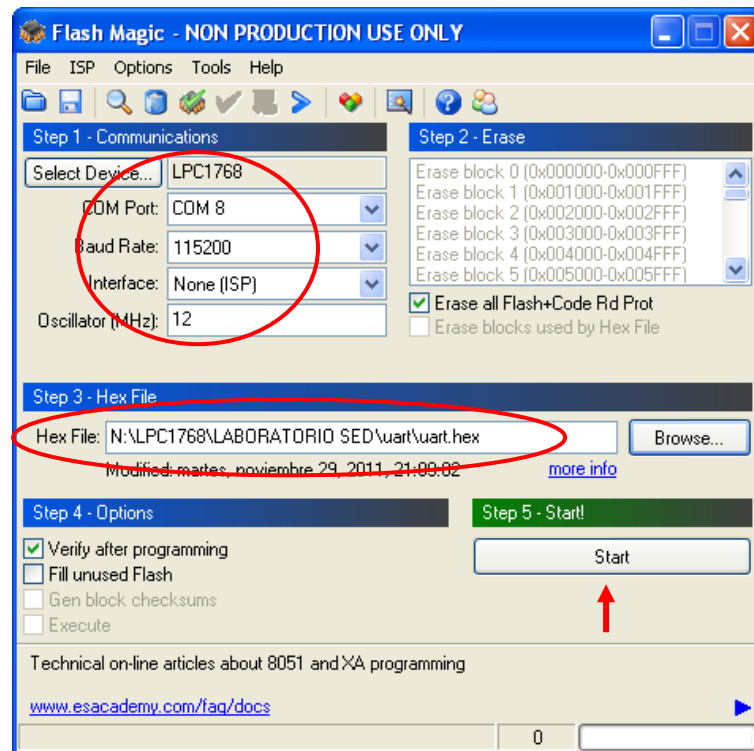 Flash Magic - NON PRODUCTION USE ONLY
File ISP Options Tools Help
Step 1 - Communications
Select Device... LPC1768
COM Port: COM 8
Baud Rate: 115200
Interface: None (ISP)
Oscillator (MHz): 12
Step 2 - Erase
Erase block 0 (0x000000-0x000FFF)
Erase block 1 (0x001000-0x001FFF)
Erase block 2 (0x002000-0x002FFF)
Erase block 3 (0x003000-0x003FFF)
Erase block 4 (0x004000-0x004FFF)
Erase block 5 (0x005000-0x005FFF)
Erase all Flash+Code Rd Prot
Erase blocks used by Hex File
Step 3 - Hex File
Hex File: N:\LPC1768\LABORATORIO SED\uart\uart.hex Browse...
Modified: martes, noviembre 29, 2011, more info
Step 4 - Options
Verify after programming
Fill unused Flash
Gen block checksums
Execute
Step 5 - Start!
Start
Technical on-line articles about 8051 and XA programming
www.esacademy.com/faq/docs
0